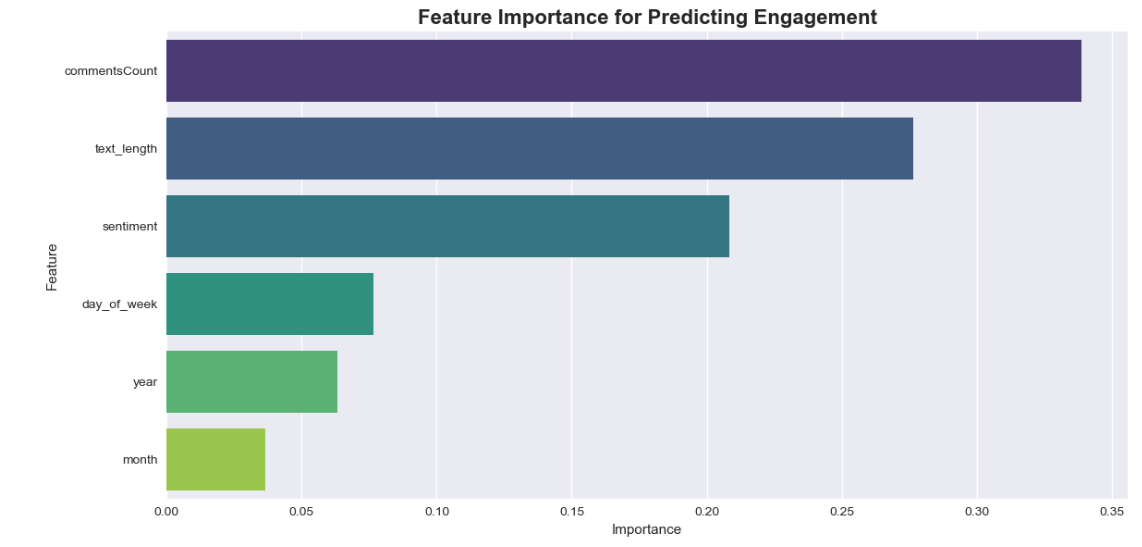 Feature Importance for Predicting Engagement
Feature
commentsCount
text_length
sentiment
day_of_week
year
month
0.00 0.05 0.10 0.15 0.20 0.25 0.30 0.35
Importance